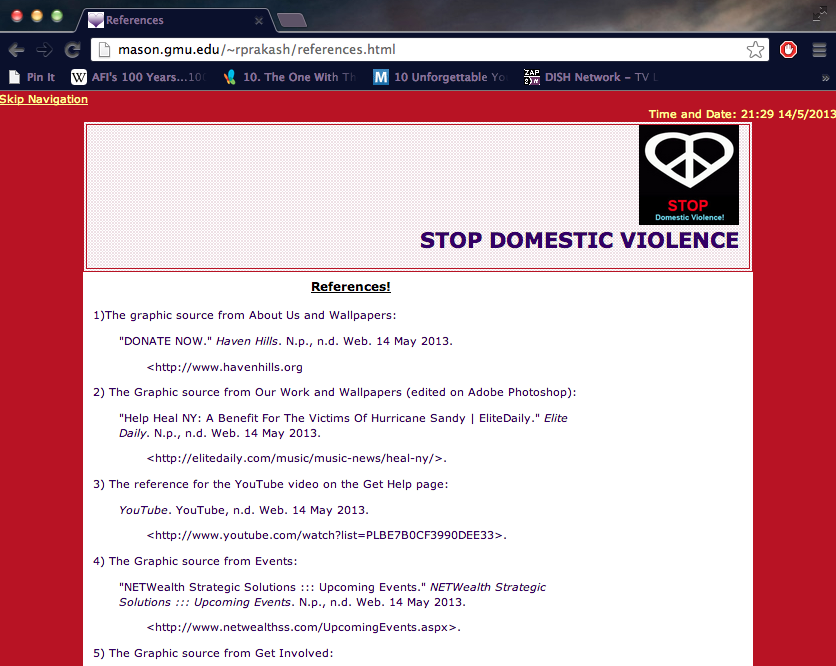 References
mason.gmu.edu/~rprakash/references.html
Pin It
W AFI's 100 Years...10
10. The One With Th
M 10 Unforgettable Yo
ZAP 2it DISH Network – TV L
»
Skip Navigation
Time and Date: 21:29 14/5/2013
STOP
Domestic Violence!
STOP DOMESTIC VIOLENCE
References!
1)The graphic source from About Us and Wallpapers:
"DONATE NOW." Haven Hills. N.p., n.d. Web. 14 May 2013.
<http://www.havenhills.org
2) The Graphic source from Our Work and Wallpapers (edited on Adobe Photoshop):
"Help Heal NY: A Benefit For The Victims Of Hurricane Sandy | EliteDaily." Elite
Daily. N.p., n.d. Web. 14 May 2013.
<http://elitedaily.com/music/music-news/heal-ny/>.
3) The reference for the YouTube video on the Get Help page:
YouTube. YouTube, n.d. Web. 14 May 2013.
<http://www.youtube.com/watch?list=PLBE7B0CF3990DEE33>.
4) The Graphic source from Events:
"NETWealth Strategic Solutions ::: Upcoming Events." NETWealth Strategic
Solutions ::: Upcoming Events. N.p., n.d. Web. 14 May 2013.
<http://www.netwealthss.com/UpcomingEvents.aspx>.
5) The Graphic source from Get Involved: